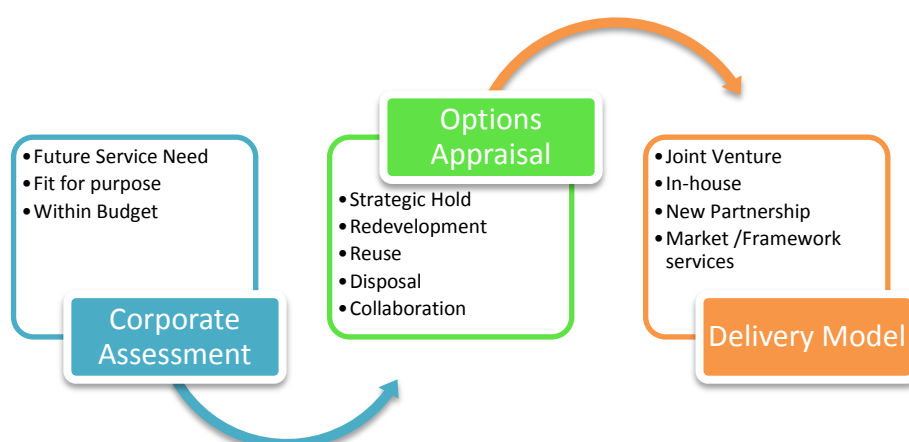 •Future Service Need
•Fit for purpose
•Within Budget
Corporate
Assessment
Options
Appraisal
•Strategic Hold
•Redevelopment
•Reuse
•Disposal
•Collaboration
•Joint Venture
•In-house
•New Partnership
•Market /Framework
services
Delivery Model